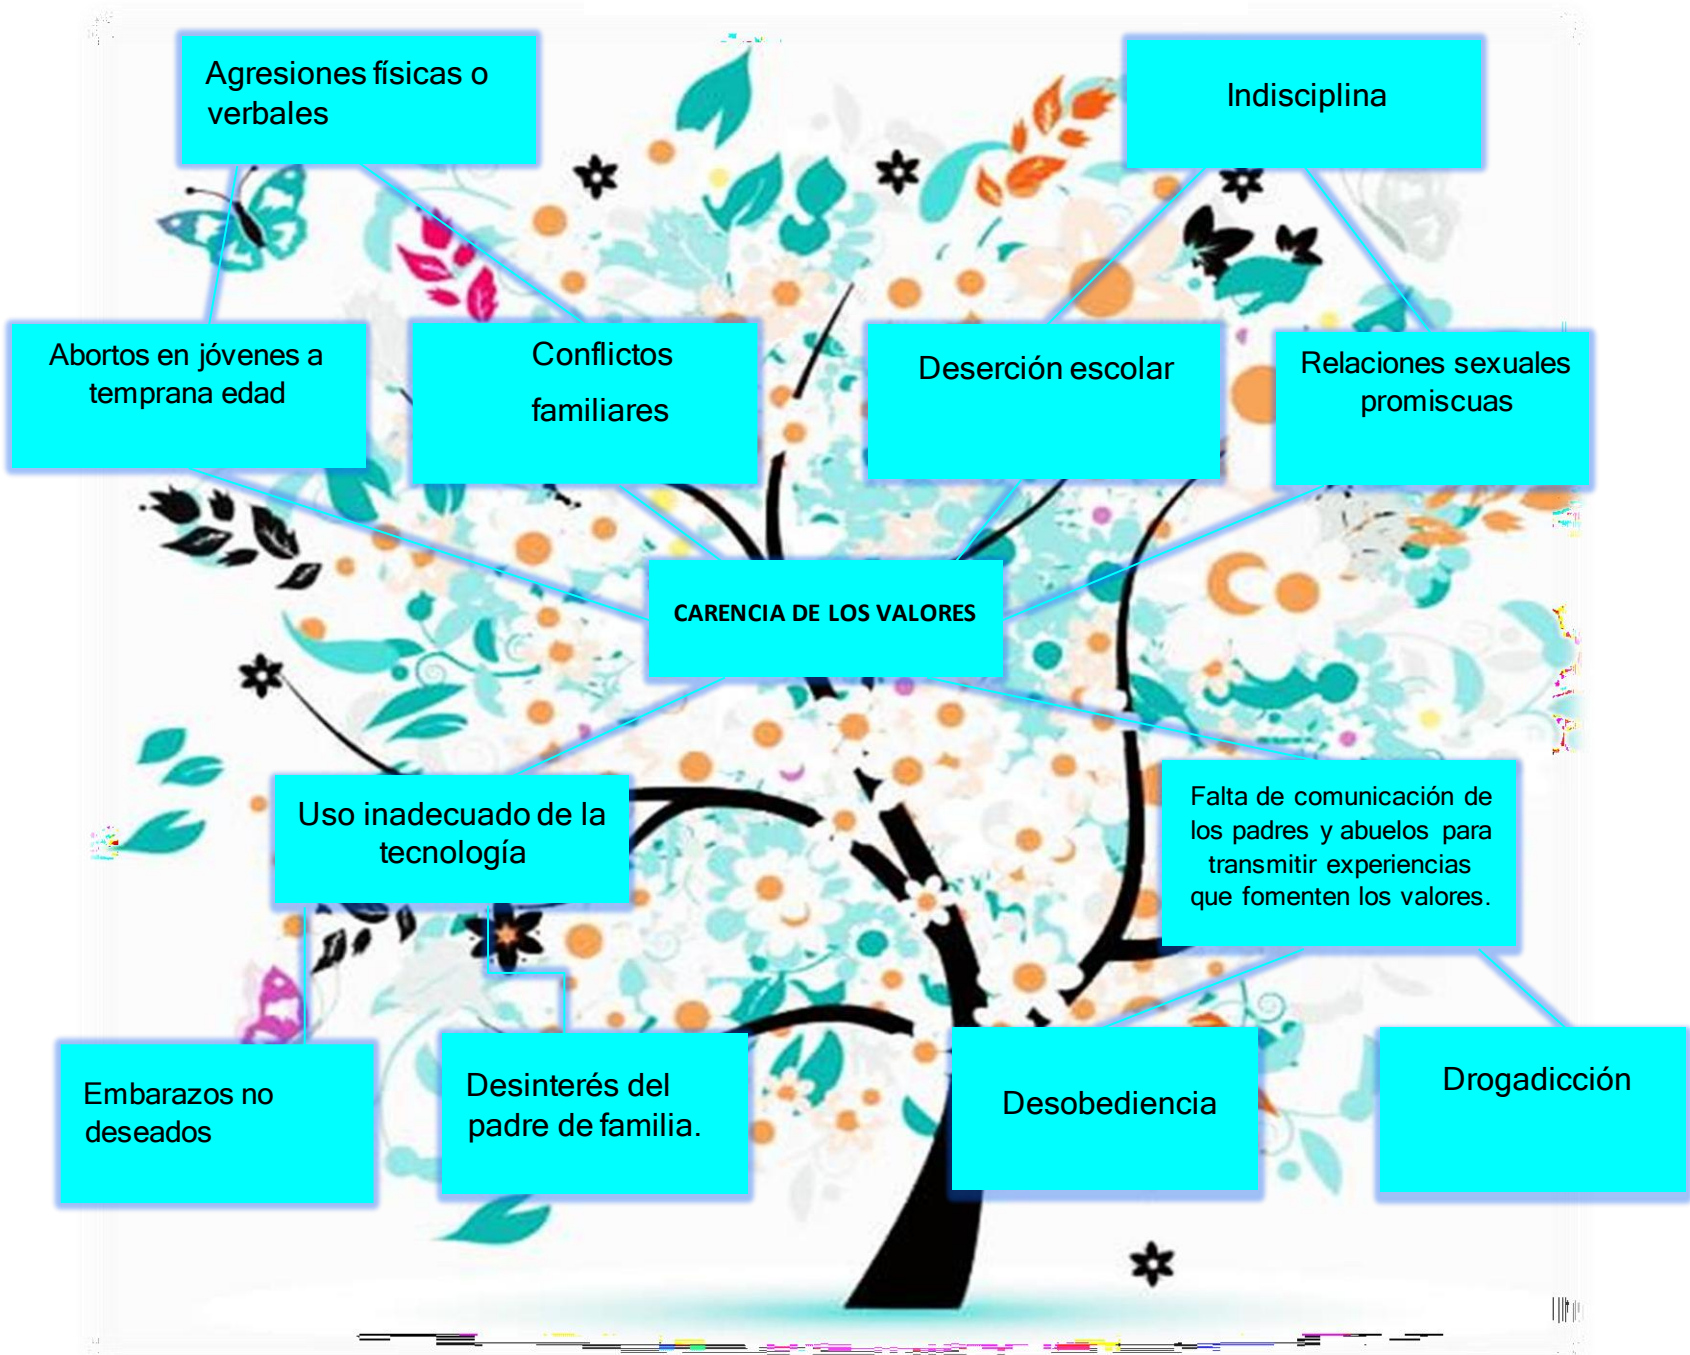 Agresiones físicas o
verbales
Indisciplina
Abortos en jóvenes a
temprana edad
Conflictos
familiares
Deserción escolar
Relaciones sexuales
promiscuas
CARENCIA DE LOS VALORES
Uso inadecuado de la
tecnología
Falta de comunicación de
los padres y abuelos para
transmitir experiencias
que fomenten los valores.
Embarazos no
deseados
Desinterés del
padre de familia.
Desobediencia
Drogadicción